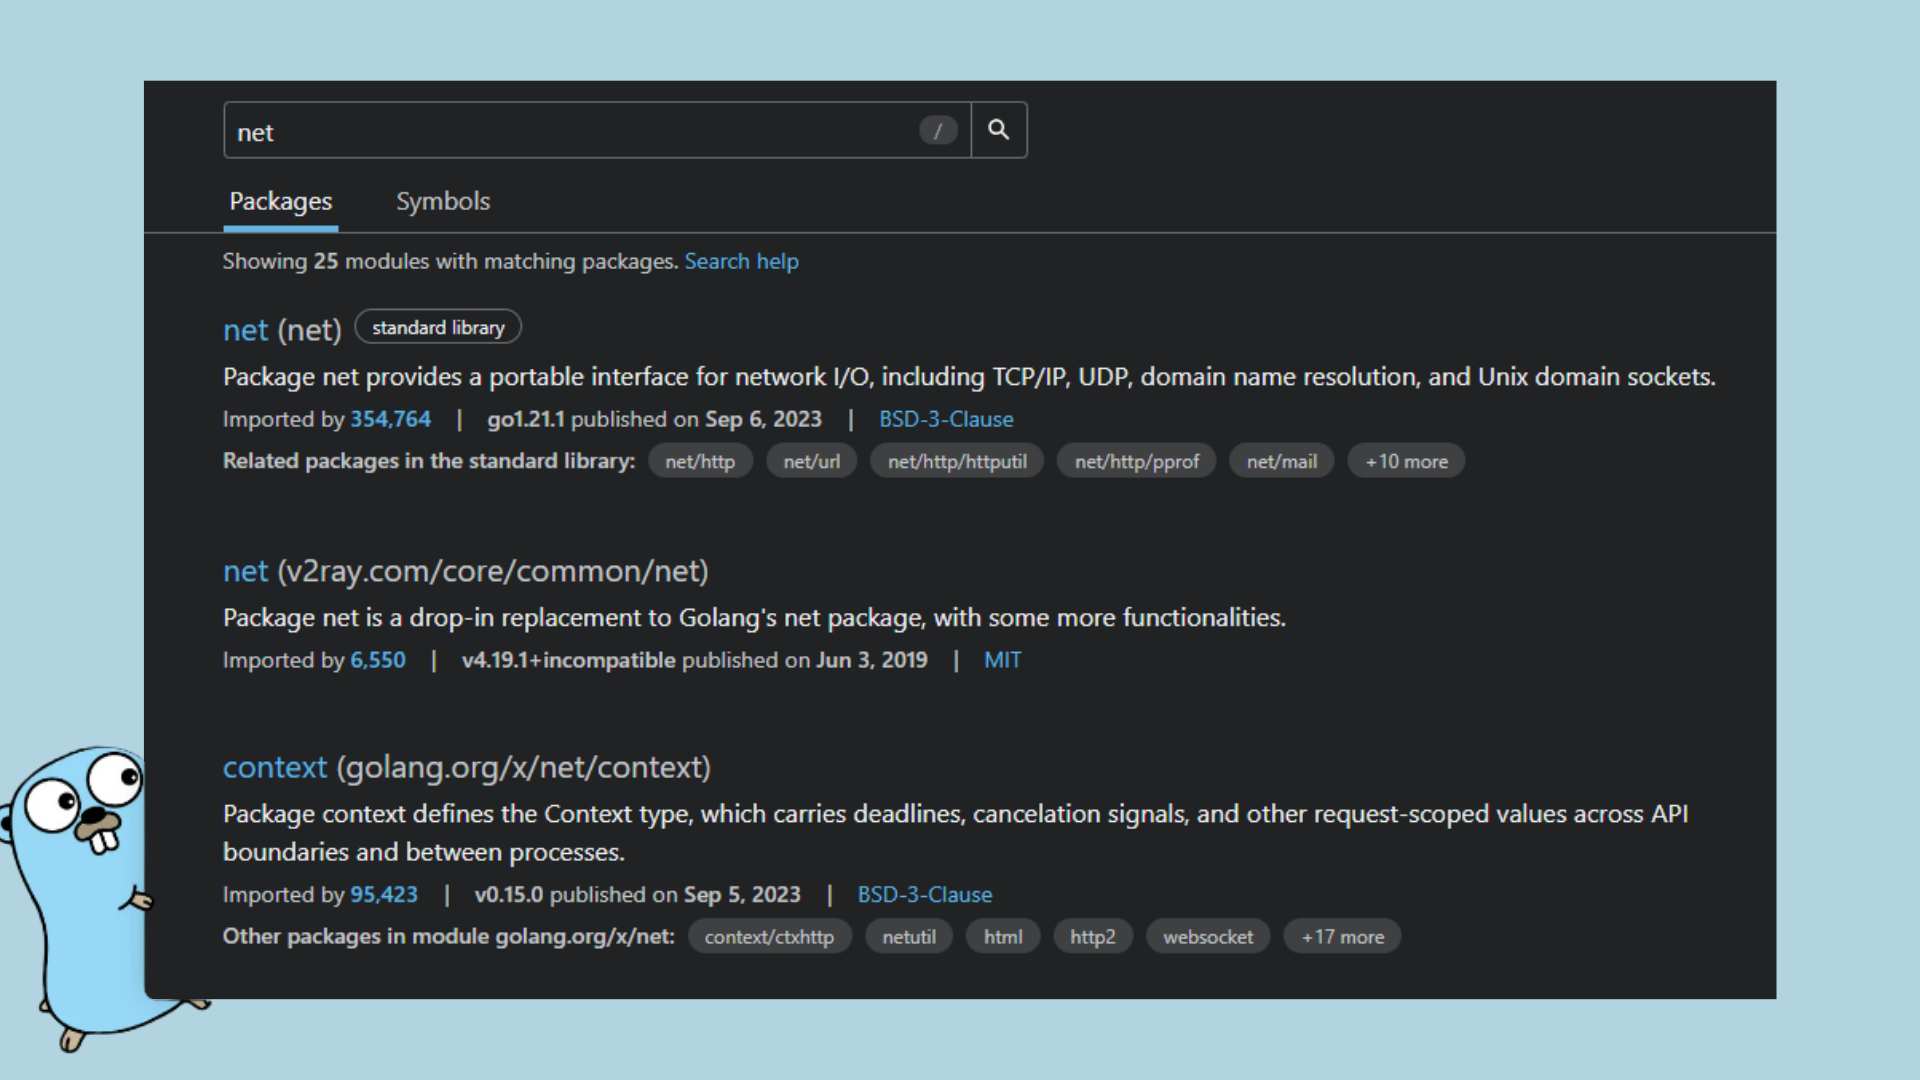 net /
Packages Symbols
Showing 25 modules with matching packages. Search help
net (net) standard library
Package net provides a portable interface for network I/O, including TCP/IP, UDP, domain name resolution, and Unix domain sockets.
Imported by 354,764 | go1.21.1 published on Sep 6, 2023 | BSD-3-Clause
Related packages in the standard library: net/http net/url net/http/httputil net/http/pprof net/mail +10 more
net (v2ray.com/core/common/net)
Package net is a drop-in replacement to Golang's net package, with some more functionalities.
Imported by 6,550 | v4.19.1+incompatible published on Jun 3, 2019 | MIT
context (golang.org/x/net/context)
Package context defines the Context type, which carries deadlines, cancelation signals, and other request-scoped values across API
boundaries and between processes.
Imported by 95,423 | v0.15.0 published on Sep 5, 2023 | BSD-3-Clause
Other packages in module golang.org/x/net: context/ctxhttp netutil html http2 websocket +17 more